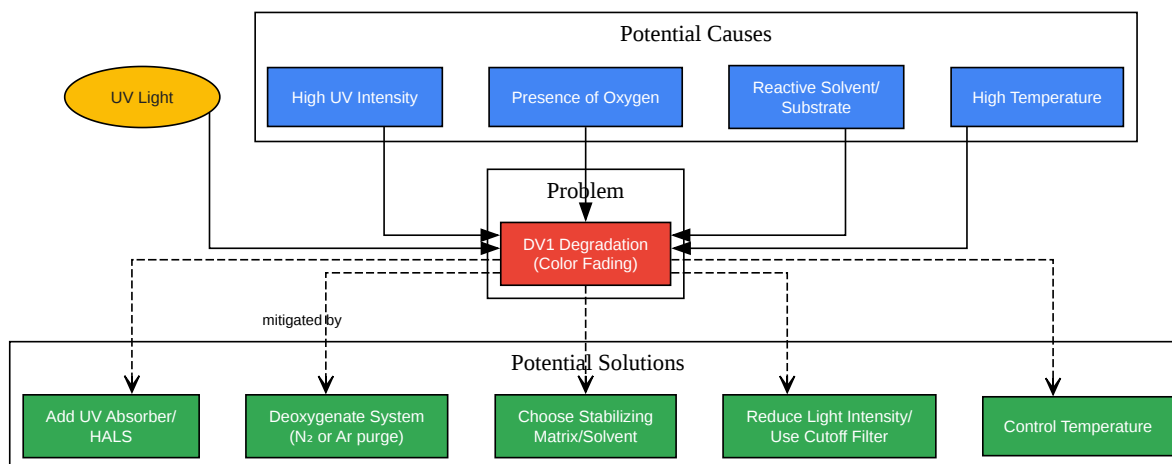 Potential Causes
UV Light
High UV Intensity
Presence of Oxygen
Reactive Solvent/
Substrate
High Temperature
Problem
DV1 Degradation
(Color Fading)
mitigated by
Potential Solutions
Add UV Absorber/
HALS
Deoxygenate System
(N₂ or Ar purge)
Choose Stabilizing
Matrix/Solvent
Reduce Light Intensity/
Use Cutoff Filter
Control Temperature